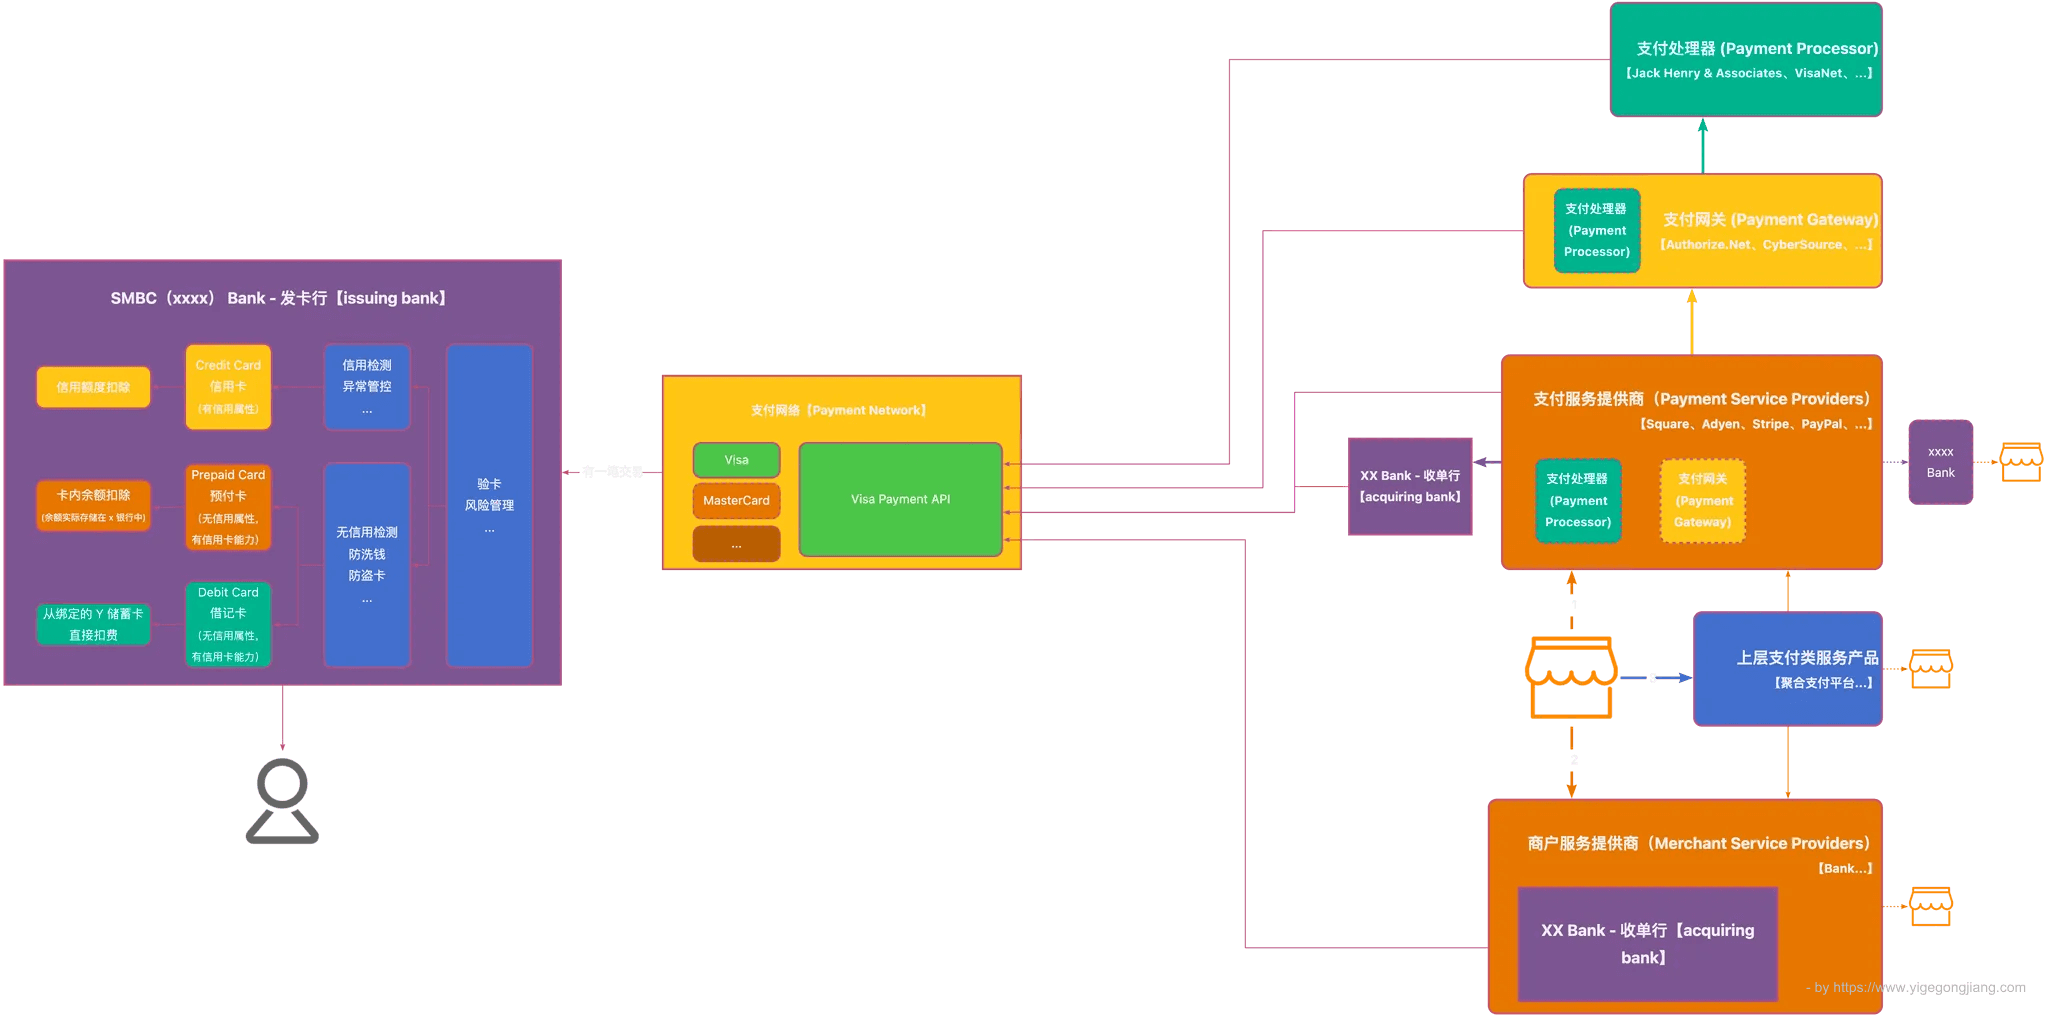 支付处理器 (Payment Processor)
【Jack Henry & Associates、VisaNet、...】
支付处理器
(Payment
Processor)
支付网关 (Payment Gateway)
【Authorize.Net、CyberSource、...】
SMBC（xxxx） Bank - 发卡行【issuing bank】
信用额度扣除
Credit Card
信用卡
(有信用属性)
信用检测
异常管控
...
卡内余额扣除
(余额实际存储在 x 银行中)
Prepaid Card
预付卡
（无信用属性，
有信用卡能力）
从绑定的 Y 储蓄卡
直接扣费
Debit Card
借记卡
（无信用属性，
有信用卡能力）
无信用检测
防洗钱
防盗卡
...
验卡
风险管理
...
有一笔交易
支付网络【Payment Network】
Visa
MasterCard
...
Visa Payment API
XX Bank - 收单行
【acquiring bank】
支付服务提供商（Payment Service Providers）
【Square、Adyen、Stripe、PayPal、...】
支付处理器
(Payment
Processor)
支付网关
(Payment
Gateway)
xxxx
Bank
1
上层支付类服务产品
【聚合支付平台...】
2
商户服务提供商（Merchant Service Providers）
【Bank...】
XX Bank - 收单行【acquiring
bank】
- by https://www.yigegongjiang.com